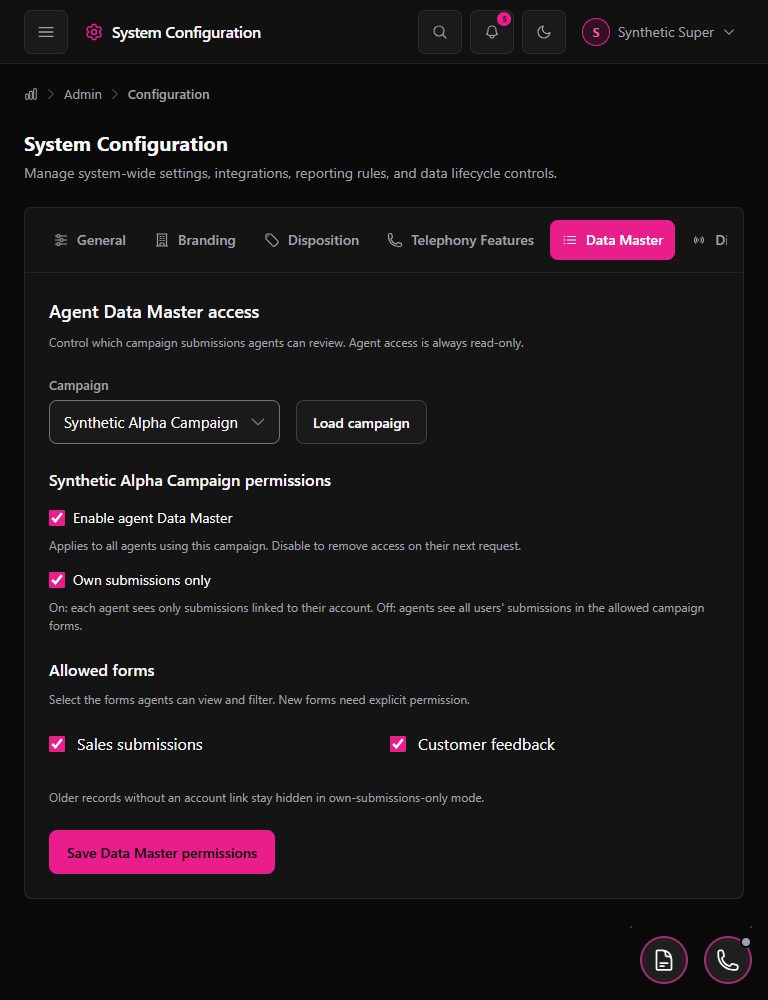 System Configuration
5
S
Synthetic Super
Admin
Configuration
System Configuration
Manage system-wide settings, integrations, reporting rules, and data lifecycle controls.
General
Branding
Disposition
Telephony Features
Data Master
Di
Agent Data Master access
Control which campaign submissions agents can review. Agent access is always read-only.
Campaign
Synthetic Alpha Campaign
Load campaign
Synthetic Alpha Campaign permissions
Enable agent Data Master
Applies to all agents using this campaign. Disable to remove access on their next request.
Own submissions only
On: each agent sees only submissions linked to their account. Off: agents see all users' submissions in the allowed campaign
forms.
Allowed forms
Select the forms agents can view and filter. New forms need explicit permission.
Sales submissions
Customer feedback
Older records without an account link stay hidden in own-submissions-only mode.
Save Data Master permissions